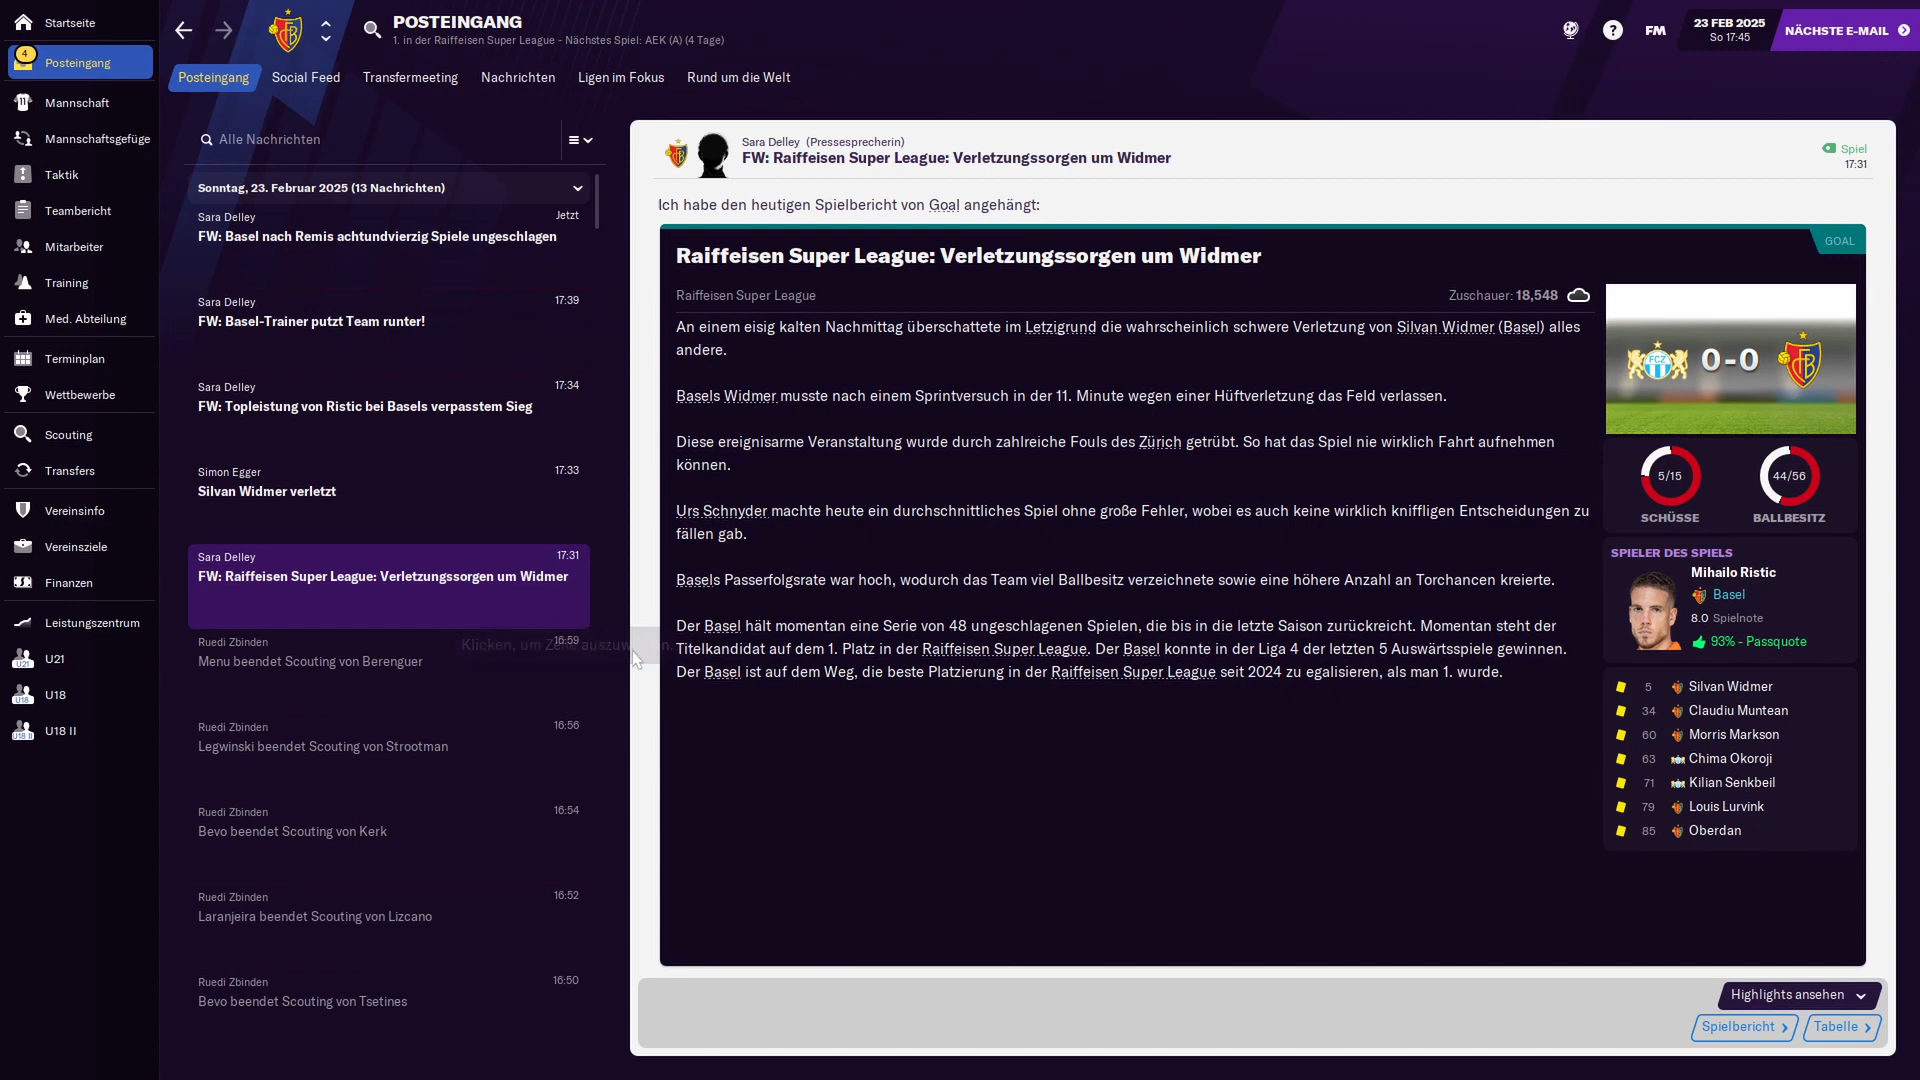 Startseite
4
Posteingang
Mannschaft
Mannschaftsgefüge
Taktik
Teambericht
Mitarbeiter
Training
Med. Abteilung
Terminplan
Wettbewerbe
Scouting
Transfers
Vereinsinfo
Vereinsziele
Finanzen
Leistungszentrum
U21
U21
U18
U18
U18 II
U18 II
POSTEINGANG
1. in der Raiffeisen Super League - Nächstes Spiel: AEK (A) (4 Tage)
FM
23 FEB 2025
So 17:45
NÄCHSTE E-MAIL
Posteingang
Social Feed
Transfermeeting
Nachrichten
Ligen im Fokus
Rund um die Welt
Alle Nachrichten
Sonntag, 23. Februar 2025 (13 Nachrichten)
Sara Delley
Jetzt
FW: Basel nach Remis achtundvierzig Spiele ungeschlagen
Sara Delley
17:39
FW: Basel-Trainer putzt Team runter!
Sara Delley
17:34
FW: Topleistung von Ristic bei Basels verpasstem Sieg
Simon Egger
17:33
Silvan Widmer verletzt
Sara Delley
17:31
FW: Raiffeisen Super League: Verletzungssorgen um Widmer
Ruedi Zbinden
16:59
Klicken, um Zeile
Menu beendet Scouting von Berenguer
Ruedi Zbinden
16:56
Legwinski beendet Scouting von Strootman
Ruedi Zbinden
16:54
Bevo beendet Scouting von Kerk
Ruedi Zbinden
16:52
Laranjeira beendet Scouting von Lizcano
Ruedi Zbinden
16:50
Bevo beendet Scouting von Tsetines
Sara Delley (Pressesprecherin)
FW: Raiffeisen Super League: Verletzungssorgen um Widmer
Spiel
17:31
Ich habe den heutigen Spielbericht von Goal angehängt:
GOAL
Raiffeisen Super League: Verletzungssorgen um Widmer
Raiffeisen Super League
Zuschauer: 18,548
An einem eisig kalten Nachmittag überschattete im Letzigrund die wahrscheinlich schwere Verletzung von Silvan Widmer (Basel) alles
andere.
Basels Widmer musste nach einem Sprintversuch in der 11. Minute wegen einer Hüftverletzung das Feld verlassen.
Diese ereignisarme Veranstaltung wurde durch zahlreiche Fouls des Zürich getrübt. So hat das Spiel nie wirklich Fahrt aufnehmen
können.
Urs Schnyder machte heute ein durchschnittliches Spiel ohne große Fehler, wobei es auch keine wirklich kniffligen Entscheidungen zu
fällen gab.
Basels Passerfolgsrate war hoch, wodurch das Team viel Ballbesitz verzeichnete sowie eine höhere Anzahl an Torchancen kreierte.
Der Basel hält momentan eine Serie von 48 ungeschlagenen Spielen, die bis in die letzte Saison zurückreicht. Momentan steht der
Titelkandidat auf dem 1. Platz in der Raiffeisen Super League. Der Basel konnte in der Liga 4 der letzten 5 Auswärtsspiele gewinnen.
Der Basel ist auf dem Weg, die beste Platzierung in der Raiffeisen Super League seit 2024 zu egalisieren, als man 1. wurde.
FCZ
0-0
FCB
5/15
SCHÜSSE
44/56
BALLBESITZ
SPIELER DES SPIELS
Mihailo Ristic
Basel
8.0 Spielnote
93% - Passquote
5 Silvan Widmer
34 Claudiu Muntean
60 Morris Markson
63 Chima Okoroji
71 Kilian Senkbeil
79 Louis Lurvink
85 Oberdan
Highlights ansehen
Spielbericht
Tabelle